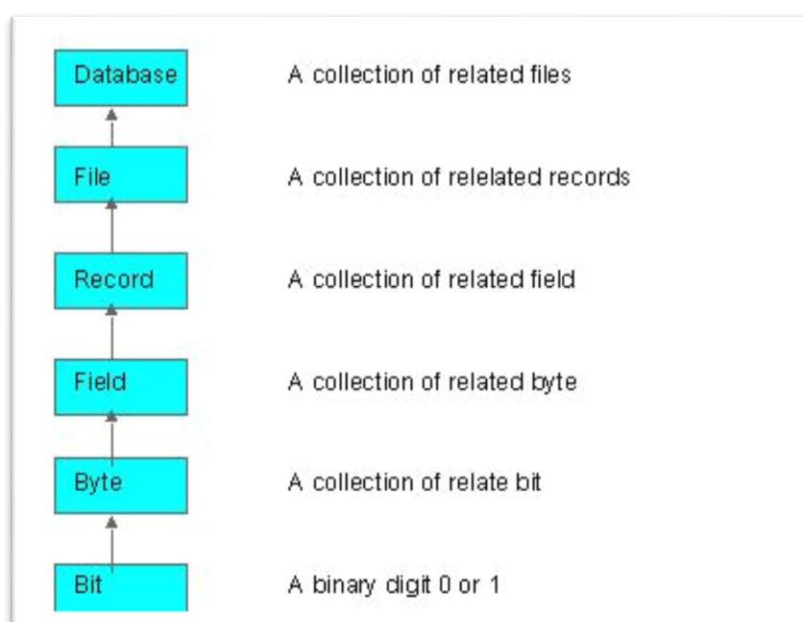 Database A collection of related files
File A collection of relelated records
Record A collection of related field
Field A collection of related byte
Byte A collection of relate bit
Bit A binary digit 0 or 1